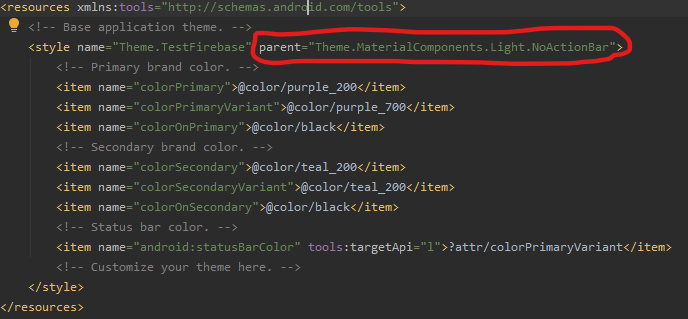 <resources xmlns:tools="http://schemas.android.com/tools">
<!-- Base application theme. -->
<style name="Theme.TestFirebase" parent="Theme.MaterialComponents.Light.NoActionBar">
<!-- Primary brand color. -->
<item name="colorPrimary">@color/purple_200</item>
<item name="colorPrimaryVariant">@color/purple_700</item>
<item name="colorOnPrimary">@color/black</item>
<!-- Secondary brand color. -->
<item name="colorSecondary">@color/teal_200</item>
<item name="colorSecondaryVariant">@color/teal_200</item>
<item name="colorOnSecondary">@color/black</item>
<!-- Status bar color. -->
<item name="android:statusBarColor" tools:targetApi="l">?attr/colorPrimaryVariant</item>
<!-- Customize your theme here. -->
</style>
</resources>